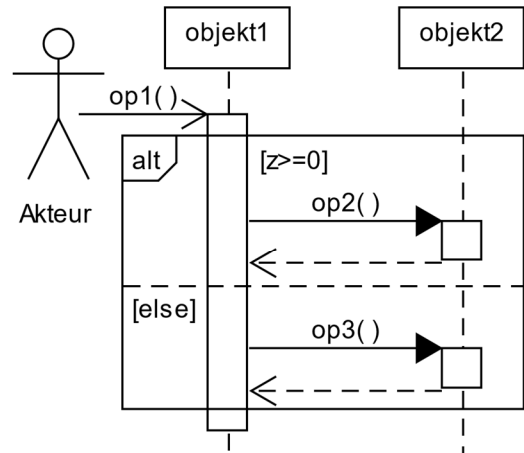 objekt1
objekt2
op1( )
alt
[z>=0]
op2( )
Akteur
[else]
op3( )